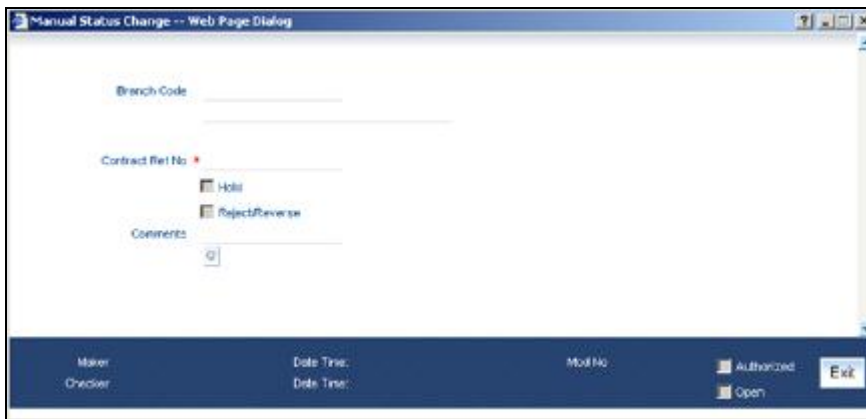 Manual Status Change -- Web Page Dialog
Branch Code
Contract Ref No *
Hold
Reject/Reverse
Comments
Maker Date Time: Mod No Authorized
Checker Date Time: Open
Exit